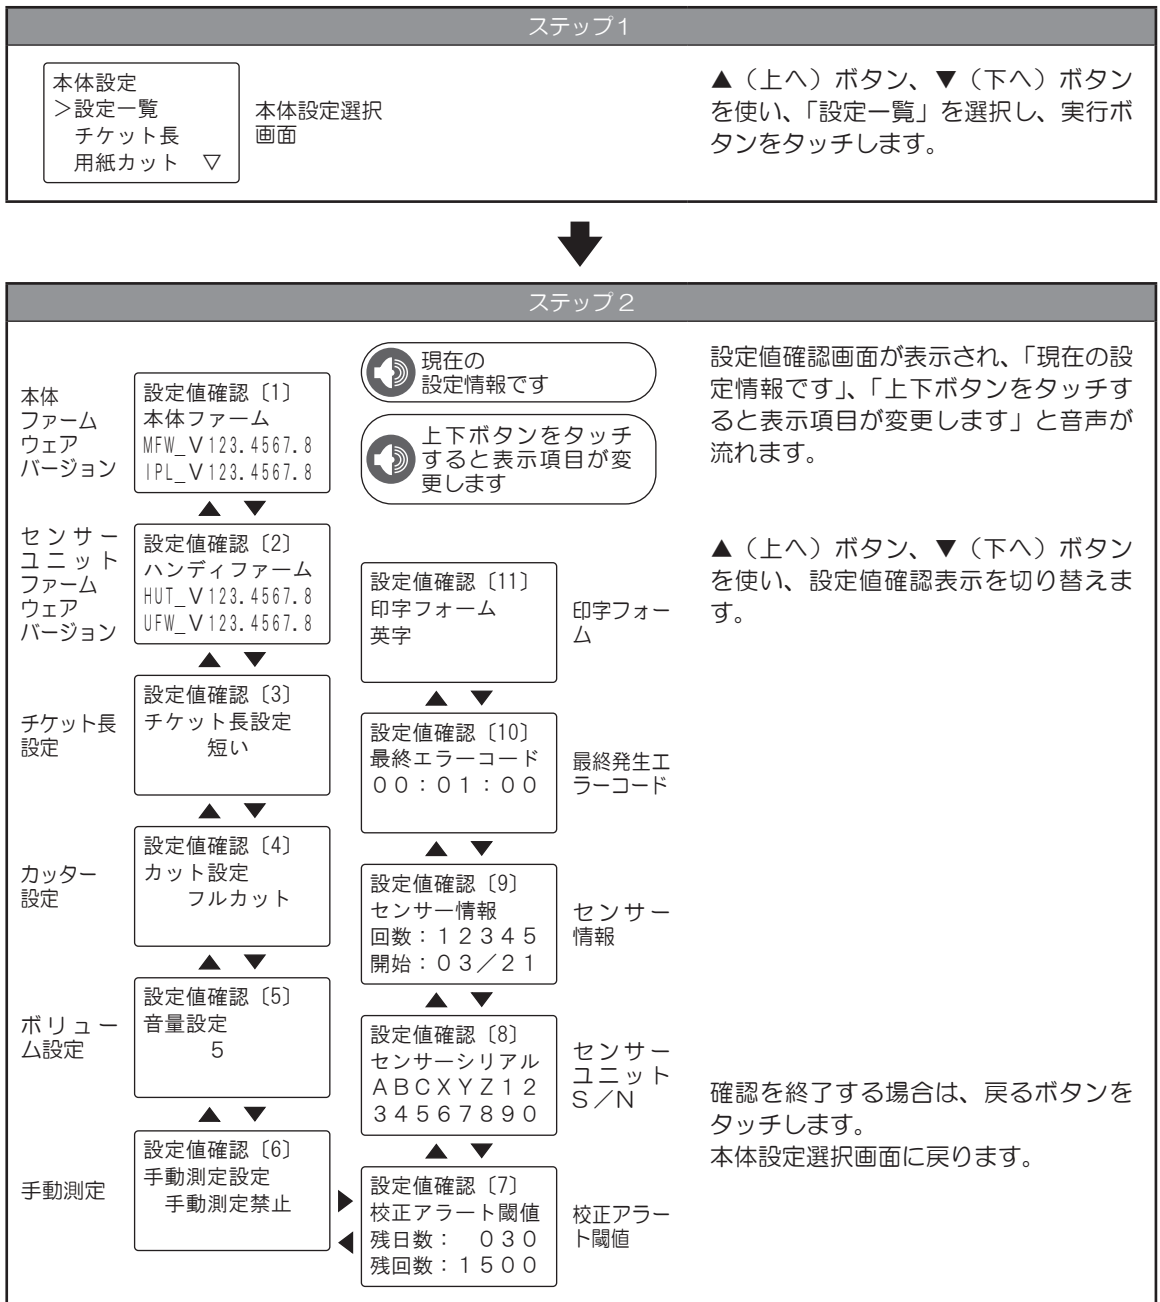 ステップ1
本体設定
＞設定一覧
チケット長
用紙カット ▽
本体設定選択
画面
▲（上へ）ボタン、▼（下へ）ボタン
を使い、「設定一覧」を選択し、実行ボ
タンをタッチします。
ステップ2
本体
ファーム
ウェア
バージョン
設定値確認〔1〕
本体ファーム
MFW_V123.4567.8
IPL_V123.4567.8
▲ ▼
センサー
ユニット
ファーム
ウェア
バージョン
設定値確認〔2〕
ハンディファーム
HUT_V123.4567.8
UFW_V123.4567.8
▲ ▼
チケット長
設定
設定値確認〔3〕
チケット長設定
短い
▲ ▼
カッター
設定
設定値確認〔4〕
カット設定
フルカット
▲ ▼
ボリュー
ム設定
設定値確認〔5〕
音量設定
5
▲ ▼
手動測定
設定値確認〔6〕
手動測定設定
手動測定禁止
▶
◀
現在の
設定情報です
上下ボタンをタッチ
すると表示項目が変
更します
設定値確認〔11〕
印字フォーム
英字
印字フォー
ム
▲ ▼
設定値確認〔10〕
最終エラーコード
００：０１：００
最終発生エ
ラーコード
▲ ▼
設定値確認〔9〕
センサー情報
回数：１２３４５
開始：０３／２１
センサー
情報
▲ ▼
設定値確認〔8〕
センサーシリアル
ＡＢＣＸＹＺ１２
３４５６７８９０
センサー
ユニット
S／N
▲ ▼
設定値確認〔7〕
校正アラート閾値
残日数： ０３０
残回数：１５００
校正アラー
ト閾値
設定値確認画面が表示され、「現在の設
定情報です」、「上下ボタンをタッチす
ると表示項目が変更します」と音声が
流れます。
▲（上へ）ボタン、▼（下へ）ボタン
を使い、設定値確認表示を切り替えま
す。
確認を終了する場合は、戻るボタンを
タッチします。
本体設定選択画面に戻ります。